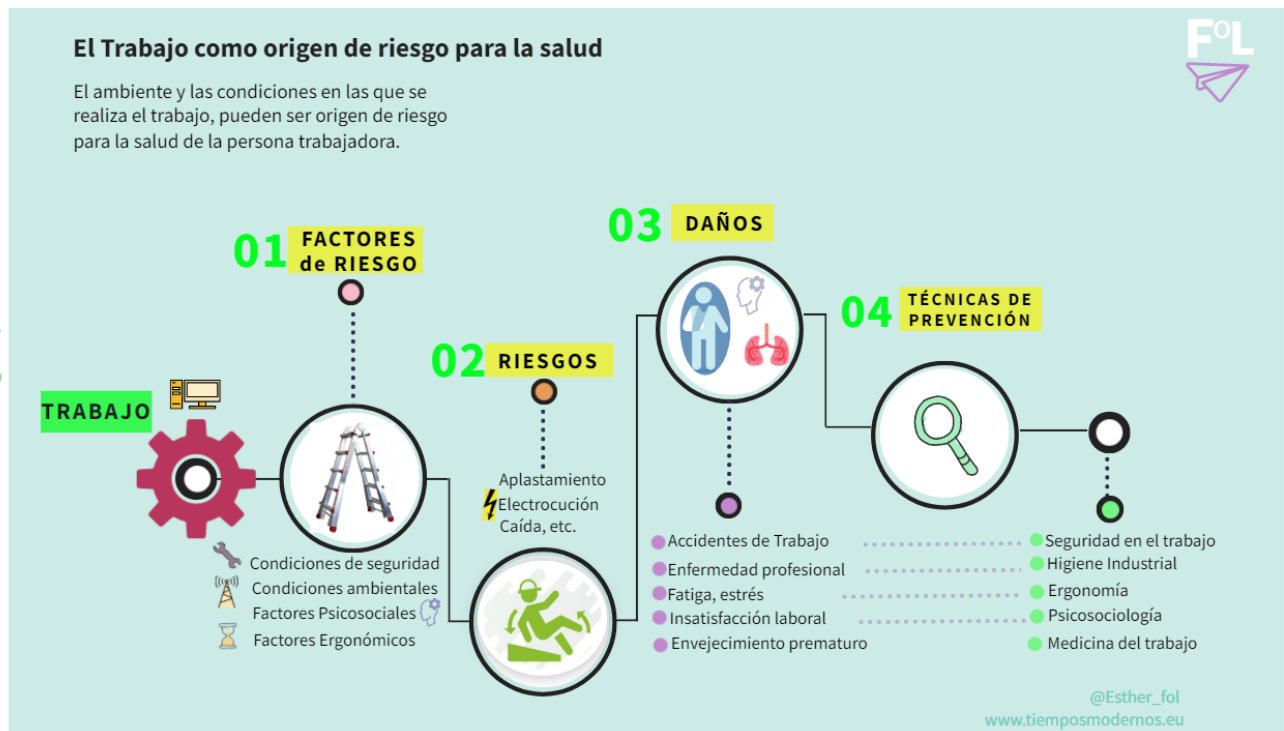 El Trabajo como origen de riesgo para la salud
FOL
El ambiente y las condiciones en las que se
realiza el trabajo, pueden ser origen de riesgo
para la salud de la persona trabajadora.
TRABAJO
01
FACTORES
de RIESGO
Condiciones de seguridad
Condiciones ambientales
Factores Psicosociales
Factores Ergonómicos
02
RIESGOS
Aplastamiento
Electrocución
Caída, etc.
03
DAÑOS
Accidentes de Trabajo
Enfermedad profesional
Fatiga, estrés
Insatisfacción laboral
Envejecimiento prematuro
04
TÉCNICAS DE
PREVENCIÓN
Seguridad en el trabajo
Higiene Industrial
Ergonomía
Psicosociología
Medicina del trabajo
@Esther_fol
www.tiemposmodernos.eu